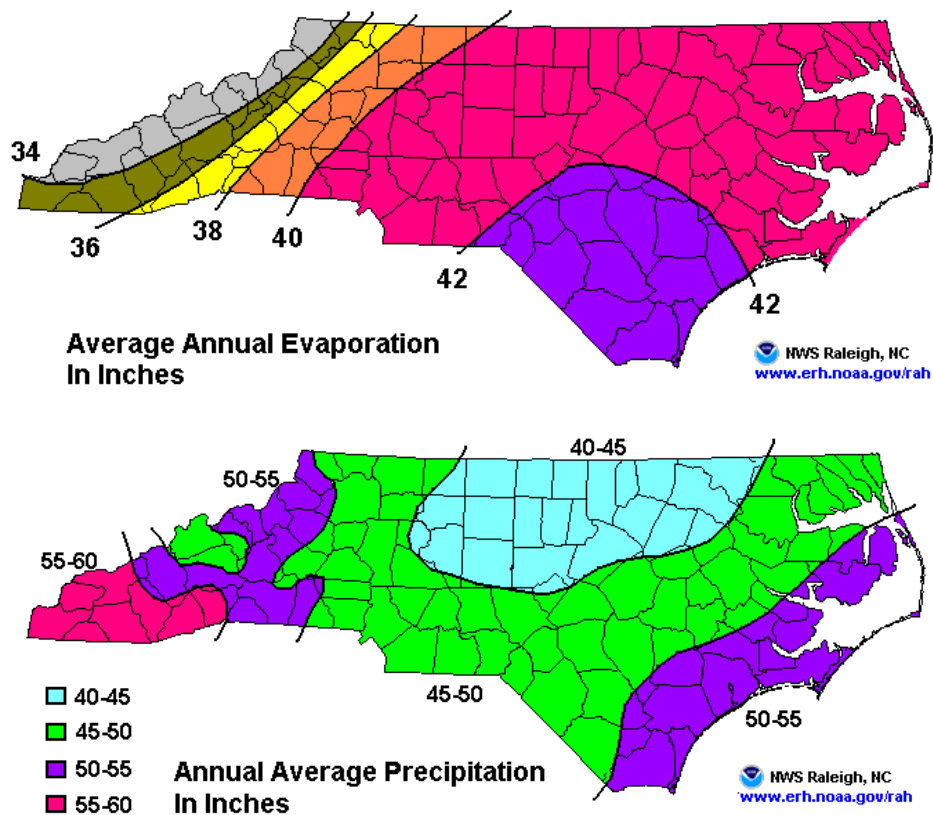 34
36
38
40
42
42
Average Annual Evaporation
In Inches
NWS Raleigh, NC
www.erh.noaa.gov/rah
40-45
50-55
55-60
45-50
50-55
40-45
45-50
50-55
55-60
Annual Average Precipitation
In Inches
NWS Raleigh, NC
www.erh.noaa.gov/rah